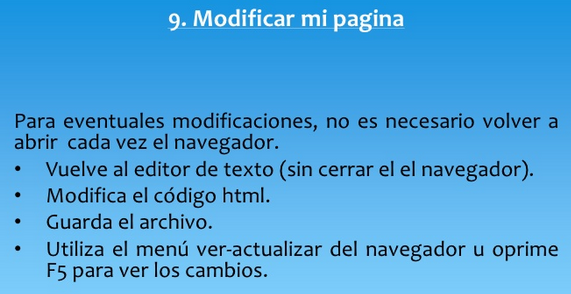 9. Modificar mi pagina
Para eventuales modificaciones, no es necesario volver a
abrir cada vez el navegador.
• Vuelve al editor de texto (sin cerrar el el navegador).
• Modifica el código html.
• Guarda el archivo.
• Utiliza el menú ver-actualizar del navegador u oprime
F5 para ver los cambios.